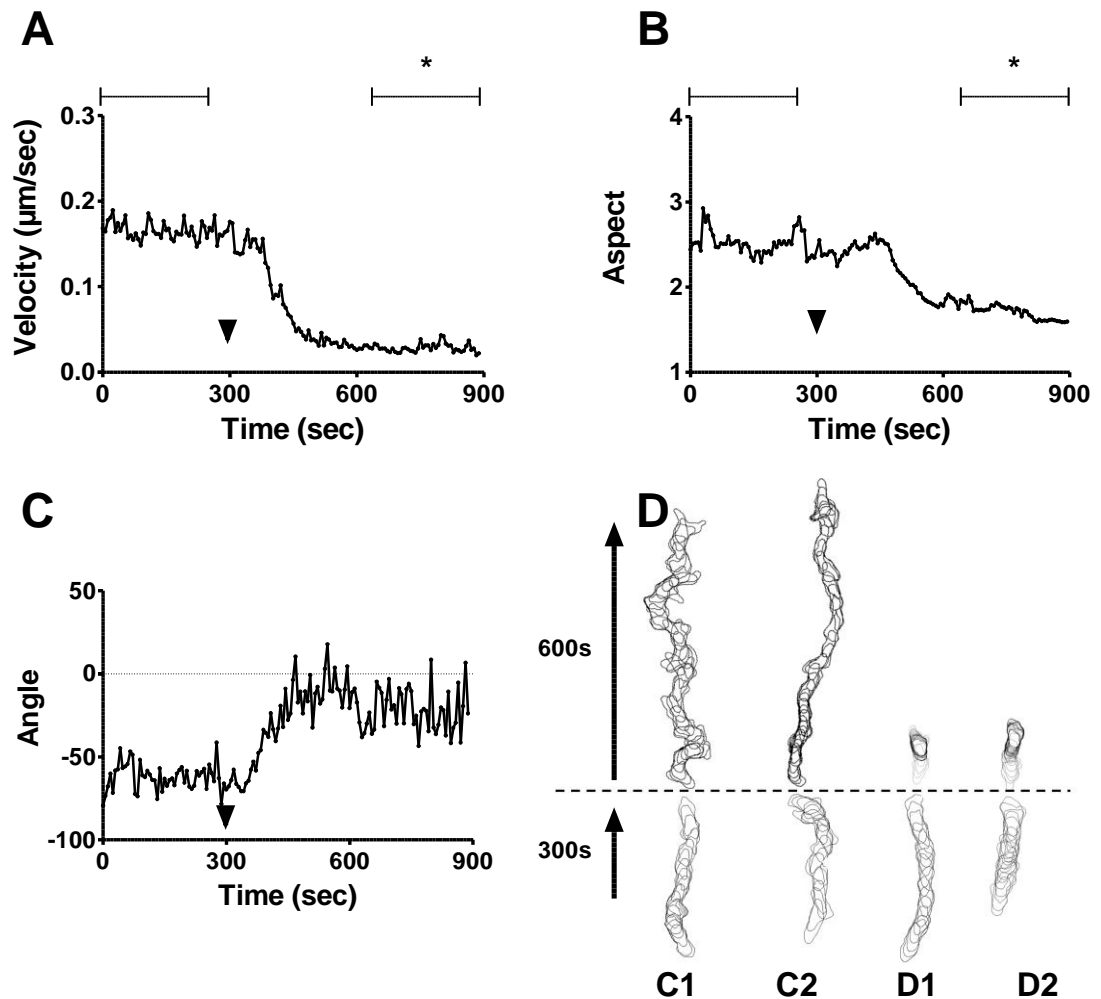 A
*
Velocity (µm/sec)
0.3
0.2
0.1
0.0
0 300 600 900
Time (sec)
B
*
Aspect
4
3
2
1
0 300 600 900
Time (sec)
C
Angle
50
0
-50
-100
0 300 600 900
Time (sec)
D
600s
300s
C1 C2 D1 D2